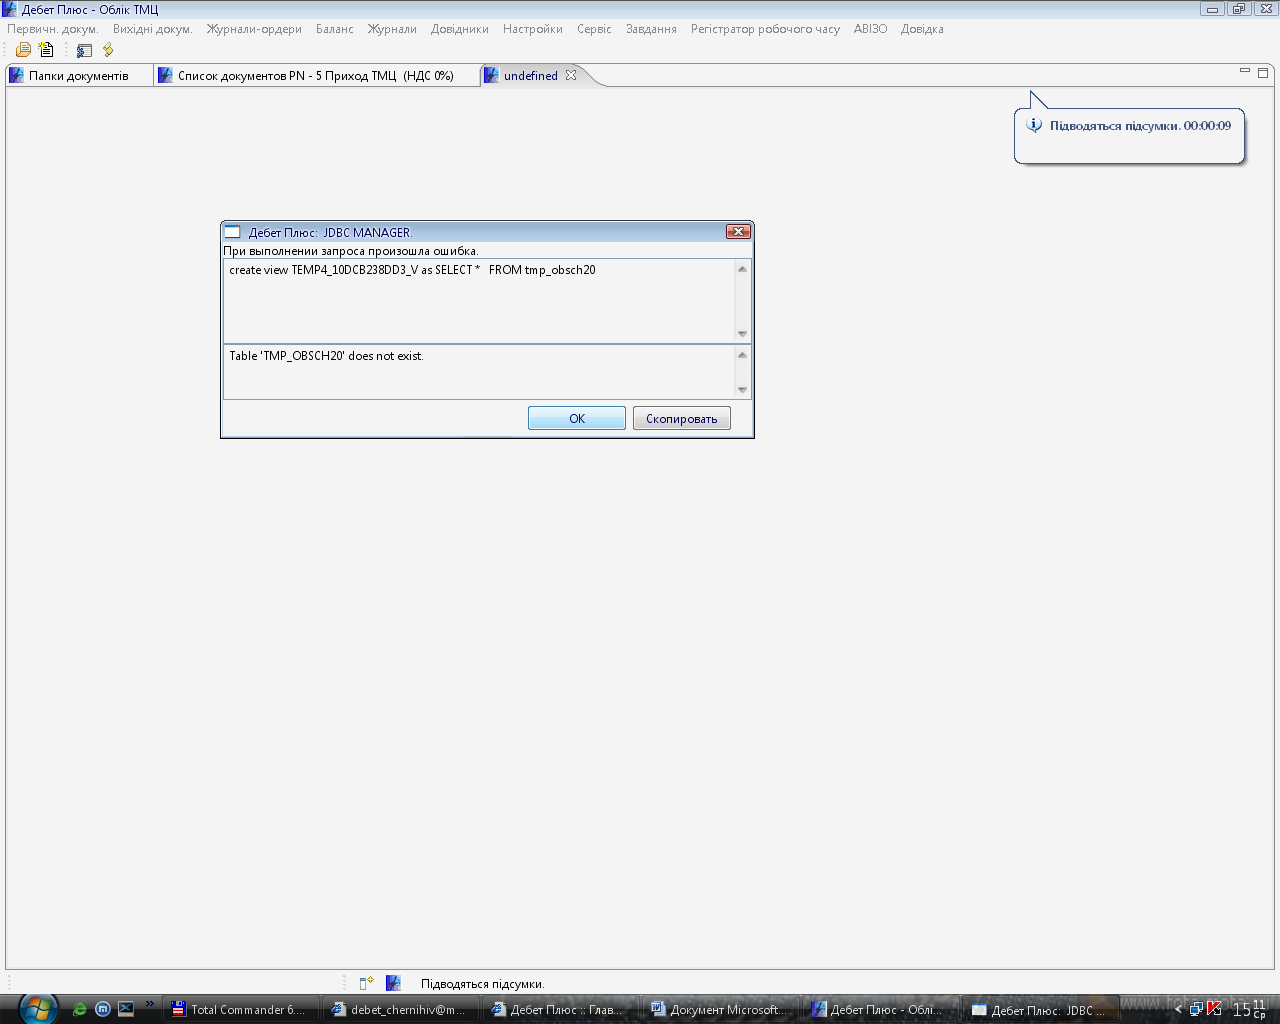 Дебет Плюс - Облік ТМЦ
Первичн. докум. Вихідні докум. Журнали-ордери Баланс Журнали Довідники Настройки Сервіс Завдання Регістратор робочого часу АВІЗО Довідка
Папки документів Список документов PN - 5 Приход ТМЦ (НДС 0%) undefined
Підводяться підсумки. 00:00:09
Дебет Плюс: JDBC MANAGER.
При выполнении запроса произошла ошибка.
create view TEMP4_10DCB238DD3_V as SELECT * FROM tmp_obsch20
Table 'TMP_OBSCH20' does not exist.
OK Скопировать
Підводяться підсумки.
Total Commander 6.... debet_chernihiv@m... Дебет Плюс :: Глав... Документ Microsoft... Дебет Плюс - Облі... Дебет Плюс: JDBC ... 15 11
СР